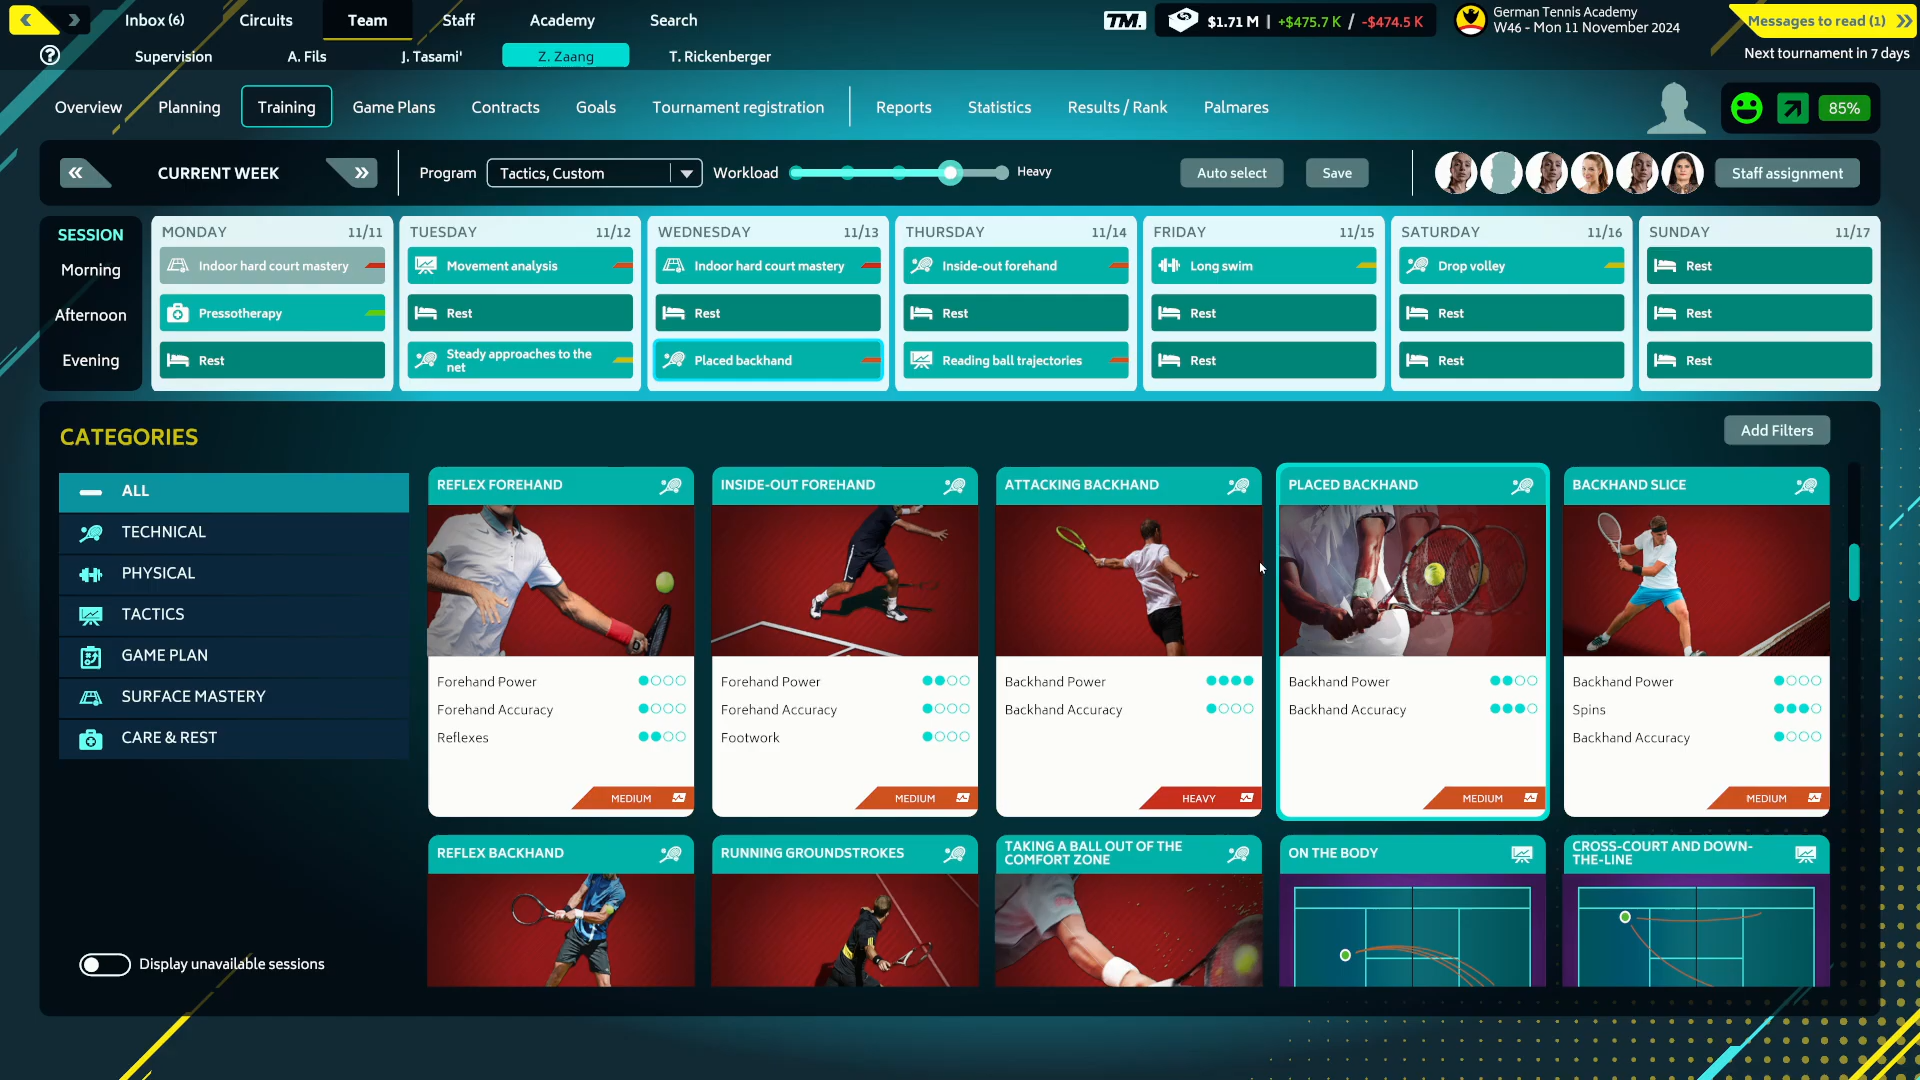 Inbox (6)
Circuits
Team
Staff
Academy
Search
TM.
$1.71 M | +$475.7 K / -$474.5 K
German Tennis Academy
W46 - Mon 11 November 2024
Messages to read (1)
Next tournament in 7 days
?
Supervision
A. Fils
J. Tasami'
Z. Zaang
T. Rickenberger
Overview
Planning
Training
Game Plans
Contracts
Goals
Tournament registration
Reports
Statistics
Results / Rank
Palmares
85%
CURRENT WEEK
Program
Tactics, Custom
Workload
Heavy
Auto select
Save
Staff assignment
SESSION
Morning
Afternoon
Evening
MONDAY 11/11
Indoor hard court mastery
Pressotherapy
Rest
TUESDAY 11/12
Movement analysis
Rest
Steady approaches to the
net
WEDNESDAY 11/13
Indoor hard court mastery
Rest
Placed backhand
THURSDAY 11/14
Inside-out forehand
Rest
Reading ball trajectories
FRIDAY 11/15
Long swim
Rest
Rest
SATURDAY 11/16
Drop volley
Rest
Rest
SUNDAY 11/17
Rest
Rest
Rest
CATEGORIES
Add Filters
ALL
TECHNICAL
PHYSICAL
TACTICS
GAME PLAN
SURFACE MASTERY
CARE & REST
Display unavailable sessions
REFLEX FOREHAND
Forehand Power
Forehand Accuracy
Reflexes
MEDIUM
INSIDE-OUT FOREHAND
Forehand Power
Forehand Accuracy
Footwork
MEDIUM
ATTACKING BACKHAND
Backhand Power
Backhand Accuracy
HEAVY
PLACED BACKHAND
Backhand Power
Backhand Accuracy
MEDIUM
BACKHAND SLICE
Backhand Power
Spins
Backhand Accuracy
MEDIUM
REFLEX BACKHAND
RUNNING GROUNDSTROKES
TAKING A BALL OUT OF THE
COMFORT ZONE
ON THE BODY
CROSS-COURT AND DOWN-
THE-LINE